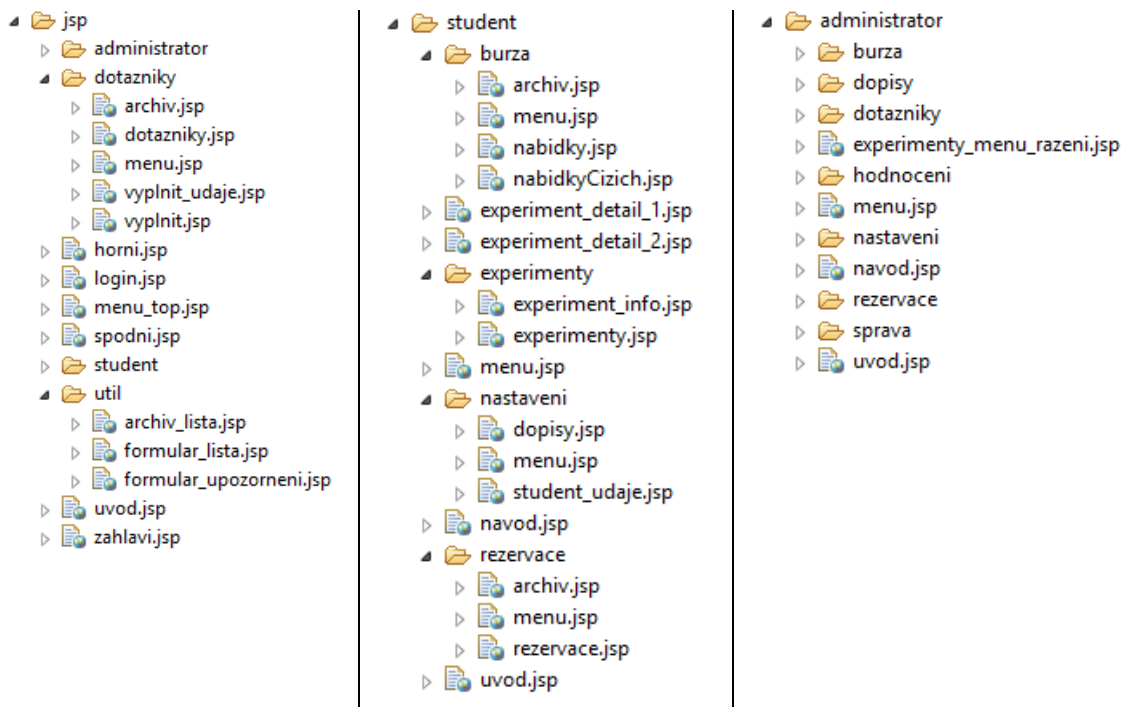 jsp
administrator
dotazniky
archiv.jsp
dotazniky.jsp
menu.jsp
vyplnit_udaje.jsp
vyplnit.jsp
horni.jsp
login.jsp
menu_top.jsp
spodni.jsp
student
util
archiv_lista.jsp
formular_lista.jsp
formular_upozorneni.jsp
uvod.jsp
zahlavi.jsp
student
burza
archiv.jsp
menu.jsp
nabidky.jsp
nabidkyCizich.jsp
experiment_detail_1.jsp
experiment_detail_2.jsp
experimenty
experiment_info.jsp
experimenty.jsp
menu.jsp
nastaveni
dopisy.jsp
menu.jsp
student_udaje.jsp
navod.jsp
rezervace
archiv.jsp
menu.jsp
rezervace.jsp
uvod.jsp
administrator
burza
dopisy
dotazniky
experimenty_menu_razeni.jsp
hodnoceni
menu.jsp
nastaveni
navod.jsp
rezervace
sprava
uvod.jsp